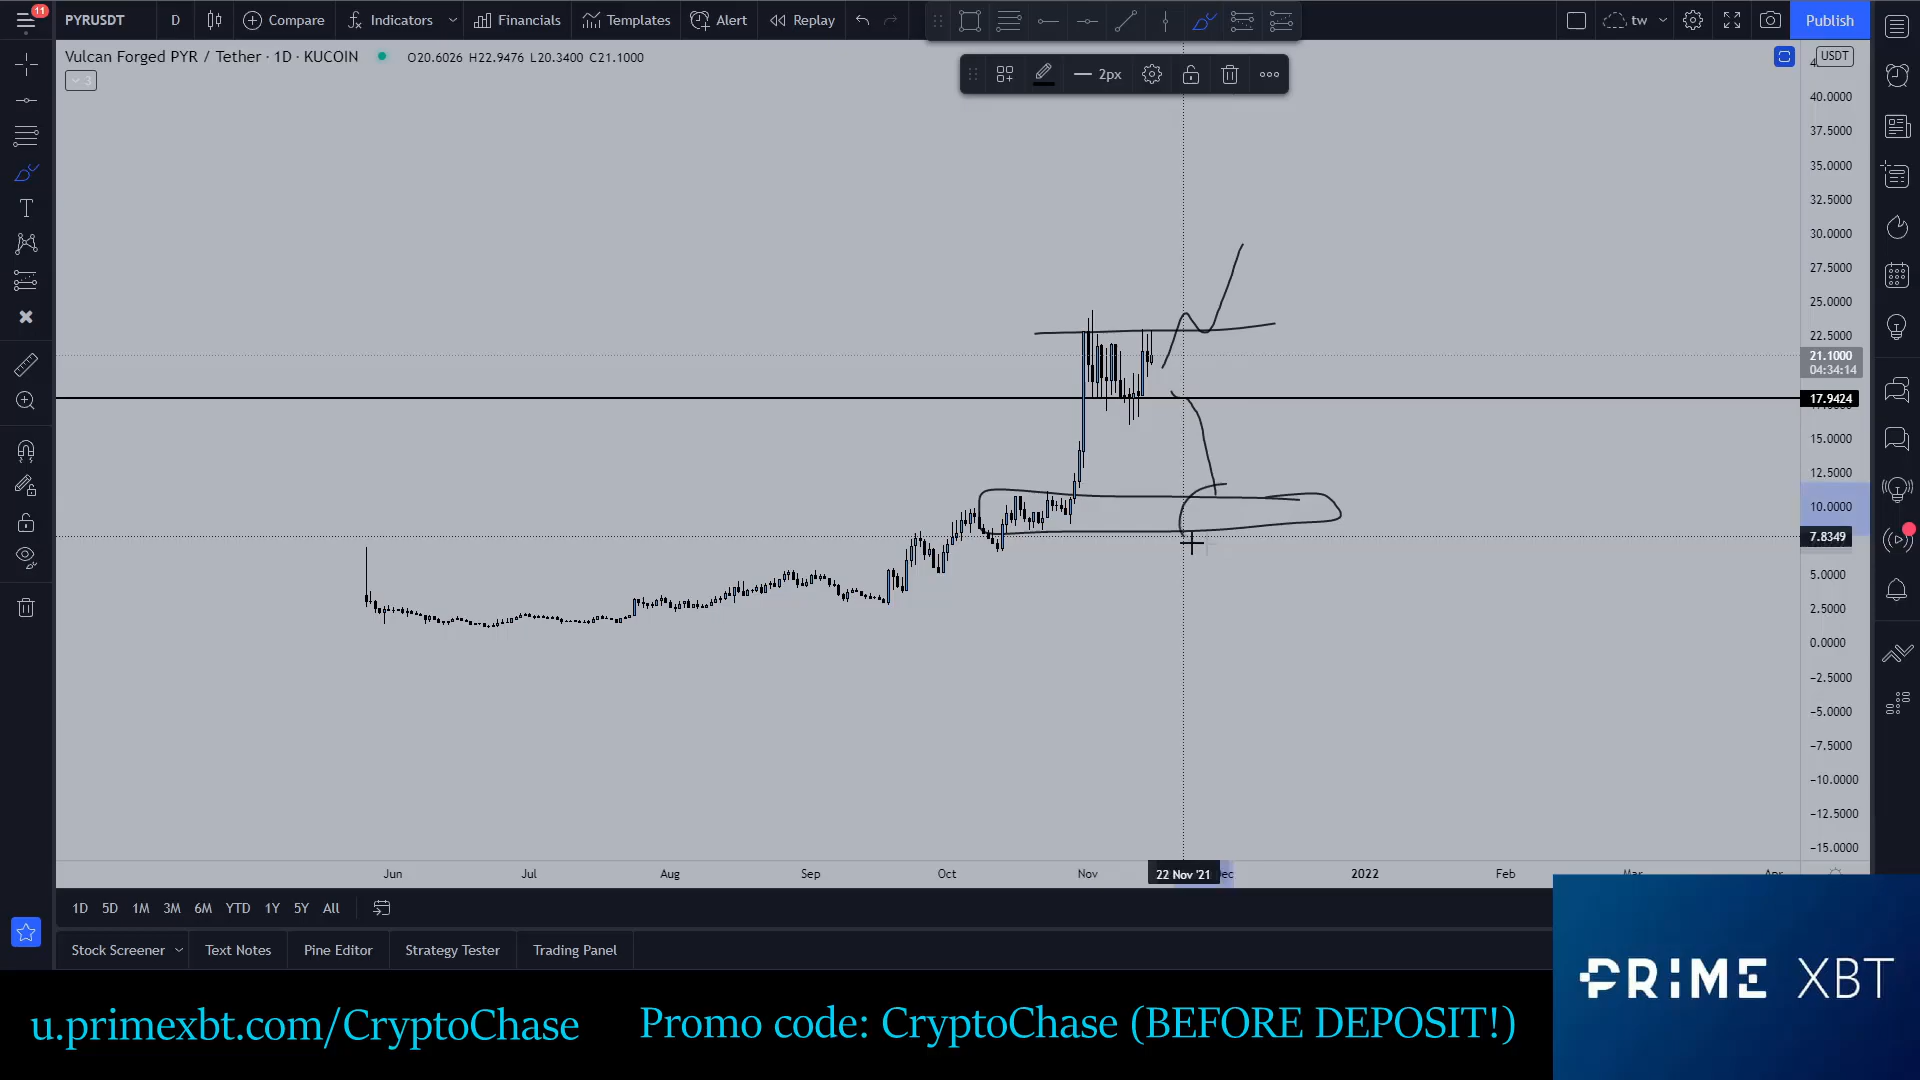 11
PYRUSDT D Compare Indicators Financials Templates Alert Replay tw Publish
Vulcan Forged PYR / Tether · 1D · KUCOIN O20.6026 H22.9476 L20.3400 C21.1000
3
2px
USDT
40.0000
37.5000
35.0000
32.5000
30.0000
27.5000
25.0000
22.5000
21.1000
04:34:14
17.9424
15.0000
12.5000
10.0000
7.8349
5.0000
2.5000
0.0000
−2.5000
−5.0000
−7.5000
−10.0000
−12.5000
−15.0000
Jun Jul Aug Sep Oct Nov 22 Nov '21 Dec 2022 Feb Mar Apr
1D 5D 1M 3M 6M YTD 1Y 5Y All
Stock Screener Text Notes Pine Editor Strategy Tester Trading Panel
u.primexbt.com/CryptoChase Promo code: CryptoChase (BEFORE DEPOSIT!)
PRIME XBT